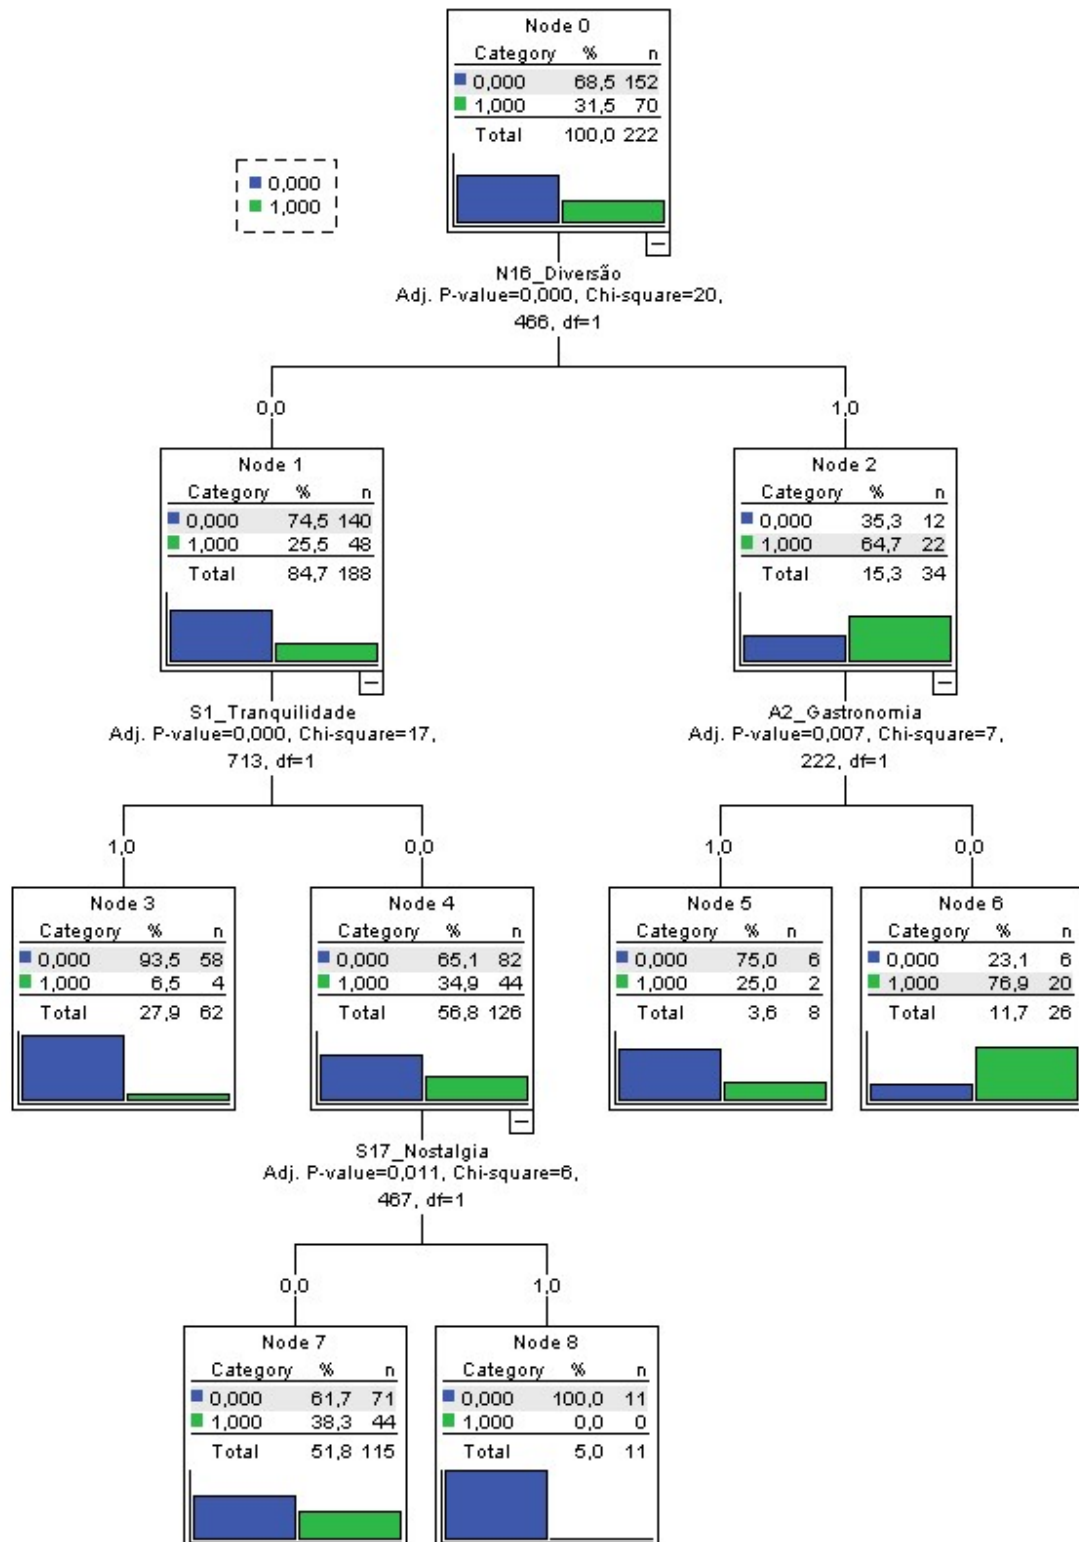 Node 0
Category % n
0,000 68,5 152
1,000 31,5 70
Total 100,0 222
0,000
1,000
N16_Diversão
Adj. P-value=0,000, Chi-square=20,
466, df=1
0,0 1,0
Node 1
Category % n
0,000 74,5 140
1,000 25,5 48
Total 84,7 188
Node 2
Category % n
0,000 35,3 12
1,000 64,7 22
Total 15,3 34
S1_Tranquilidade
Adj. P-value=0,000, Chi-square=17,
713, df=1
A2_Gastronomia
Adj. P-value=0,007, Chi-square=7,
222, df=1
1,0 0,0 1,0 0,0
Node 3
Category % n
0,000 93,5 58
1,000 6,5 4
Total 27,9 62
Node 4
Category % n
0,000 65,1 82
1,000 34,9 44
Total 56,8 126
Node 5
Category % n
0,000 75,0 6
1,000 25,0 2
Total 3,6 8
Node 6
Category % n
0,000 23,1 6
1,000 76,9 20
Total 11,7 26
S17_Nostalgia
Adj. P-value=0,011, Chi-square=6,
467, df=1
0,0 1,0
Node 7
Category % n
0,000 61,7 71
1,000 38,3 44
Total 51,8 115
Node 8
Category % n
0,000 100,0 11
1,000 0,0 0
Total 5,0 11